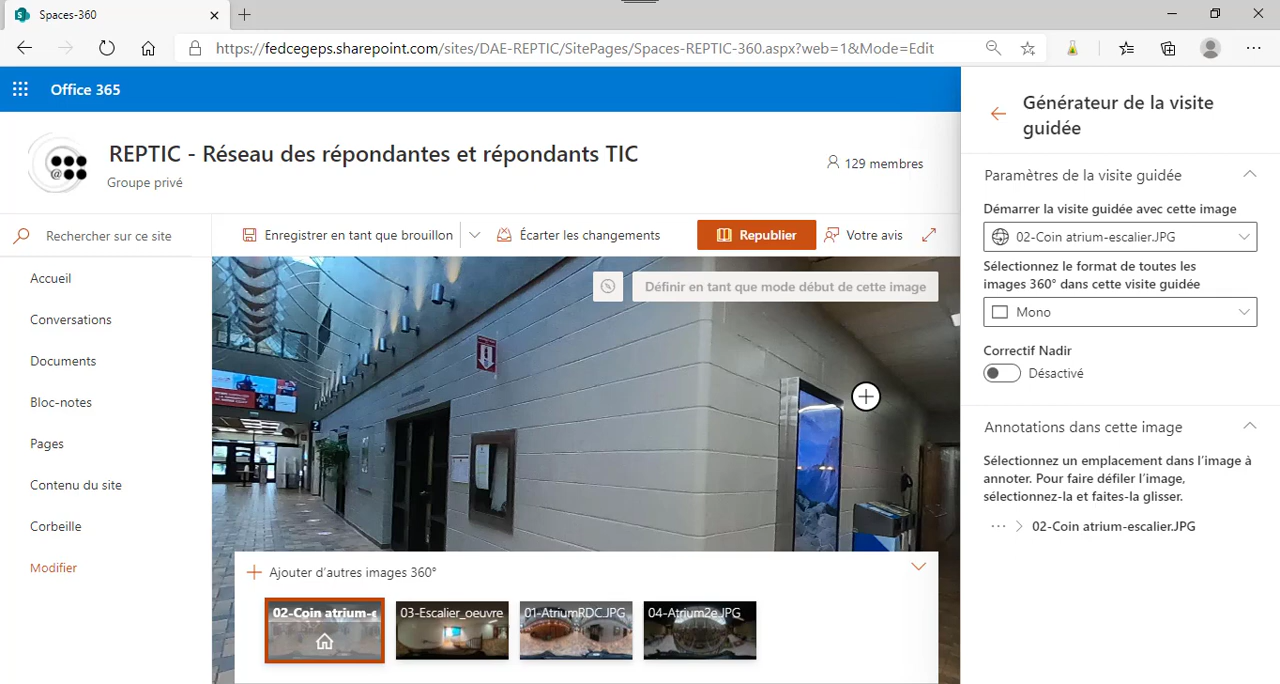 Spaces-360
https://fedcegeps.sharepoint.com/sites/DAE-REPTIC/SitePages/Spaces-REPTIC-360.aspx?web=1&Mode=Edit
Office 365
REPTIC - Réseau des répondantes et répondants TIC
Groupe privé
129 membres
Rechercher sur ce site
Enregistrer en tant que brouillon
Écarter les changements
Republier
Votre avis
Accueil
Conversations
Documents
Bloc-notes
Pages
Contenu du site
Corbeille
Modifier
Définir en tant que mode début de cette image
?
Ajouter d'autres images 360°
02-Coin atrium-e
03-Escalier_oeuvre
01-AtriumRDC.JPG
04-Atrium2e.JPG
Générateur de la visite
guidée
Paramètres de la visite guidée
Démarrer la visite guidée avec cette image
02-Coin atrium-escalier.JPG
Sélectionnez le format de toutes les
images 360° dans cette visite guidée
Mono
Correctif Nadir
Désactivé
Annotations dans cette image
Sélectionnez un emplacement dans l'image à
annoter. Pour faire défiler l'image,
sélectionnez-la et faites-la glisser.
02-Coin atrium-escalier.JPG